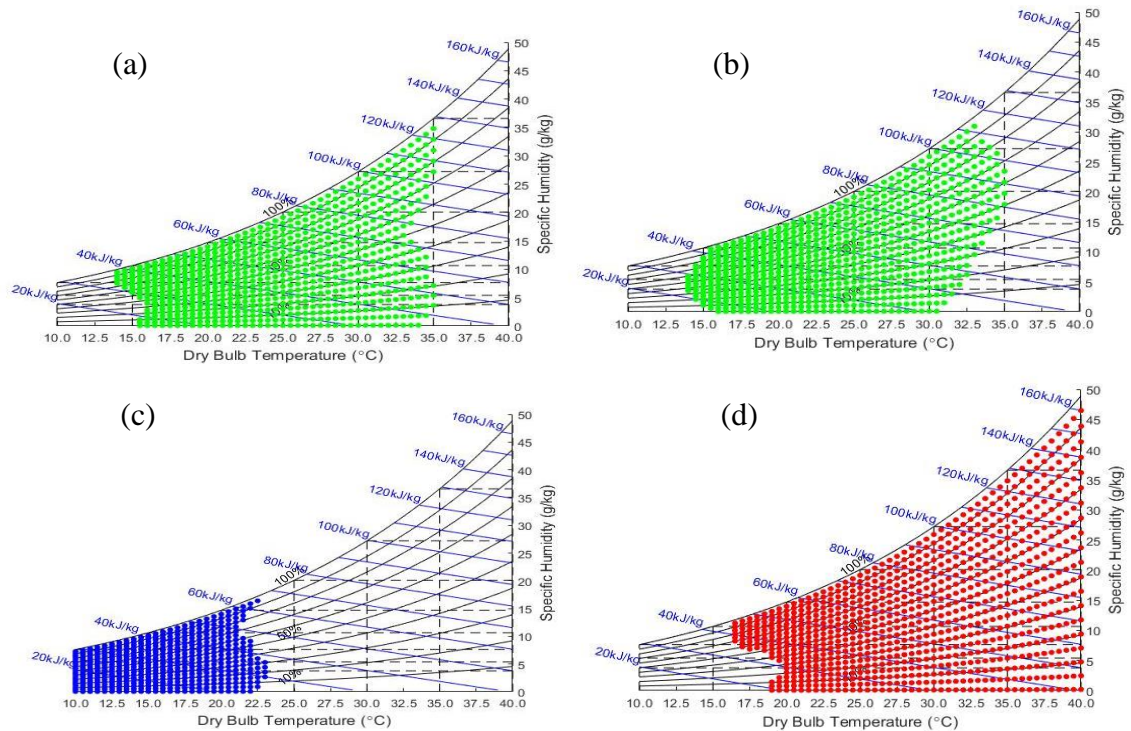 (a)
160kJ/kg
140kJ/kg
120kJ/kg
100kJ/kg
80kJ/kg
60kJ/kg
40kJ/kg
20kJ/kg
100%
10%
50
45
40
35
30
25
20
15
10
5
0
Specific Humidity (g/kg)
10.0 12.5 15.0 17.5 20.0 22.5 25.0 27.5 30.0 32.5 35.0 37.5 40.0
Dry Bulb Temperature (°C)
(b)
160kJ/kg
140kJ/kg
120kJ/kg
100kJ/kg
80kJ/kg
60kJ/kg
40kJ/kg
20kJ/kg
100%
10%
50
45
40
35
30
25
20
15
10
5
0
Specific Humidity (g/kg)
10.0 12.5 15.0 17.5 20.0 22.5 25.0 27.5 30.0 32.5 35.0 37.5 40.0
Dry Bulb Temperature (°C)
(c)
160kJ/kg
140kJ/kg
120kJ/kg
100kJ/kg
80kJ/kg
60kJ/kg
40kJ/kg
20kJ/kg
100%
50%
10%
50
45
40
35
30
25
20
15
10
5
0
Specific Humidity (g/kg)
10.0 12.5 15.0 17.5 20.0 22.5 25.0 27.5 30.0 32.5 35.0 37.5 40.0
Dry Bulb Temperature (°C)
(d)
160kJ/kg
140kJ/kg
120kJ/kg
100kJ/kg
80kJ/kg
60kJ/kg
40kJ/kg
20kJ/kg
100%
50
45
40
35
30
25
20
15
10
5
0
Specific Humidity (g/kg)
10.0 12.5 15.0 17.5 20.0 22.5 25.0 27.5 30.0 32.5 35.0 37.5 40.0
Dry Bulb Temperature (°C)